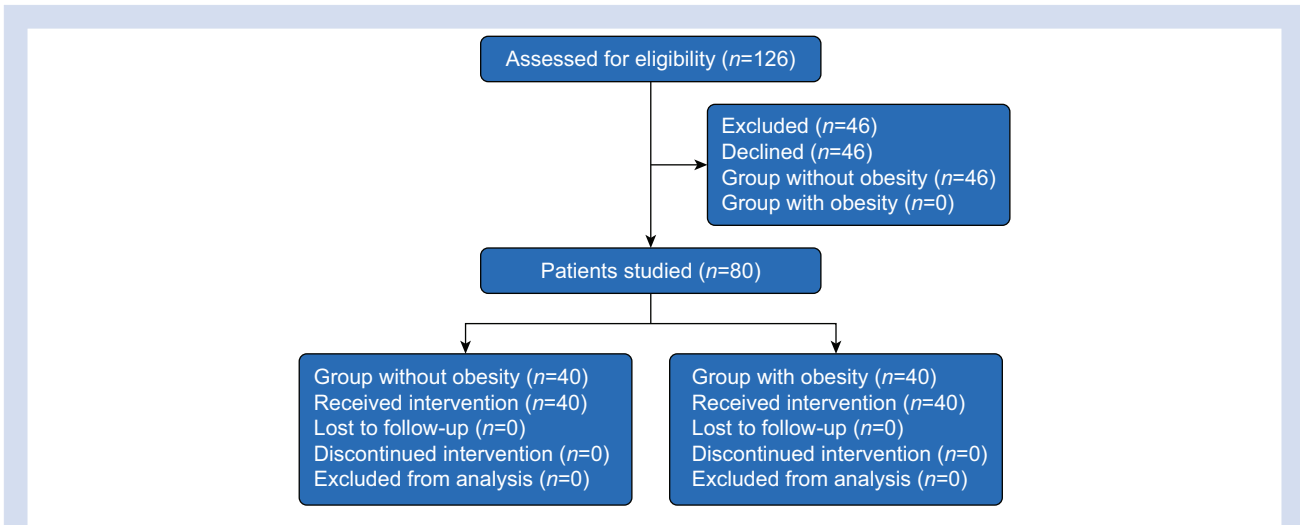 Assessed for eligibility (n=126)
Excluded (n=46)
Declined (n=46)
Group without obesity (n=46)
Group with obesity (n=0)
Patients studied (n=80)
Group without obesity (n=40)
Received intervention (n=40)
Lost to follow-up (n=0)
Discontinued intervention (n=0)
Excluded from analysis (n=0)
Group with obesity (n=40)
Received intervention (n=40)
Lost to follow-up (n=0)
Discontinued intervention (n=0)
Excluded from analysis (n=0)